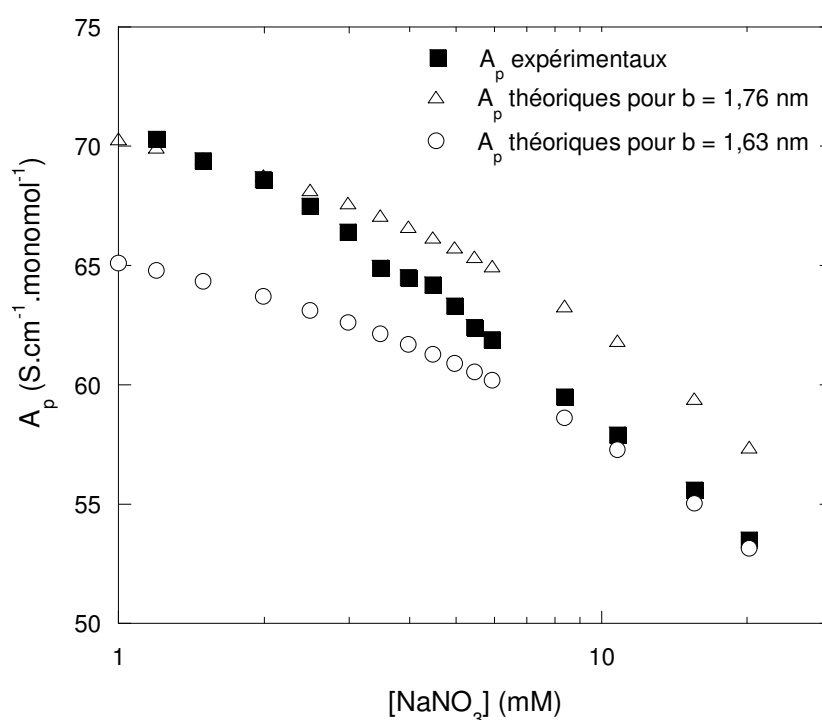 75
70
65
60
55
50
1
10
A_p (S.cm⁻¹.monomol⁻¹)
[NaNO₃] (mM)
A_p expérimentaux
A_p théoriques pour b = 1,76 nm
A_p théoriques pour b = 1,63 nm